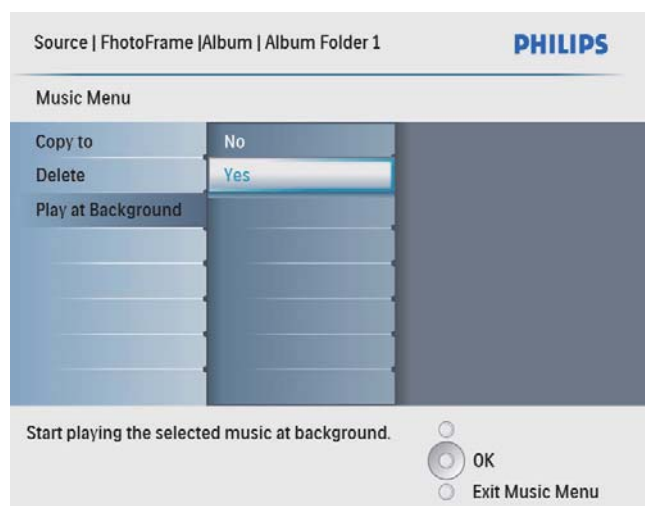 Source | FhotoFrame |Album | Album Folder 1
PHILIPS
Music Menu
Copy to
No
Delete
Yes
Play at Background
Start playing the selected music at background.
OK
Exit Music Menu